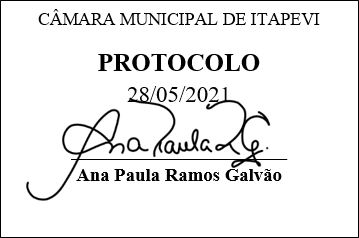 CÂMARA MUNICIPAL DE ITAPEVI
PROTOCOLO
28/05/2021
Ana Paula R G.
Ana Paula Ramos Galvão